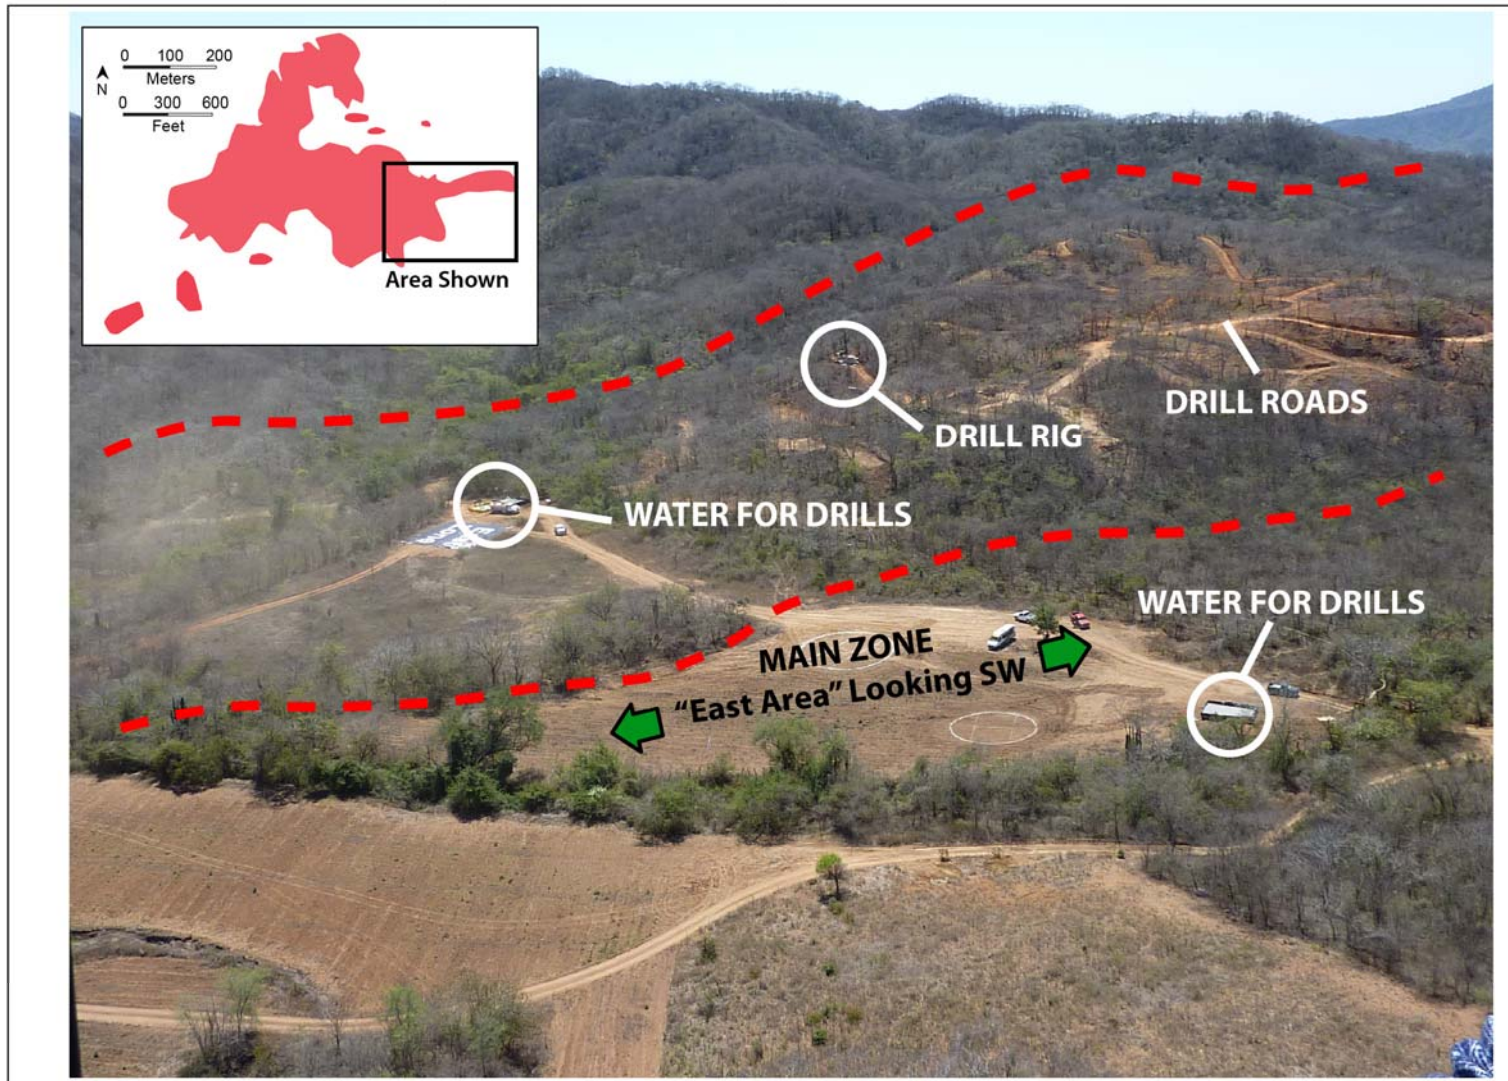 0 100 200
Meters
N
0 300 600
Feet
Area Shown
DRILL ROADS
DRILL RIG
WATER FOR DRILLS
WATER FOR DRILLS
MAIN ZONE
“East Area” Looking SW